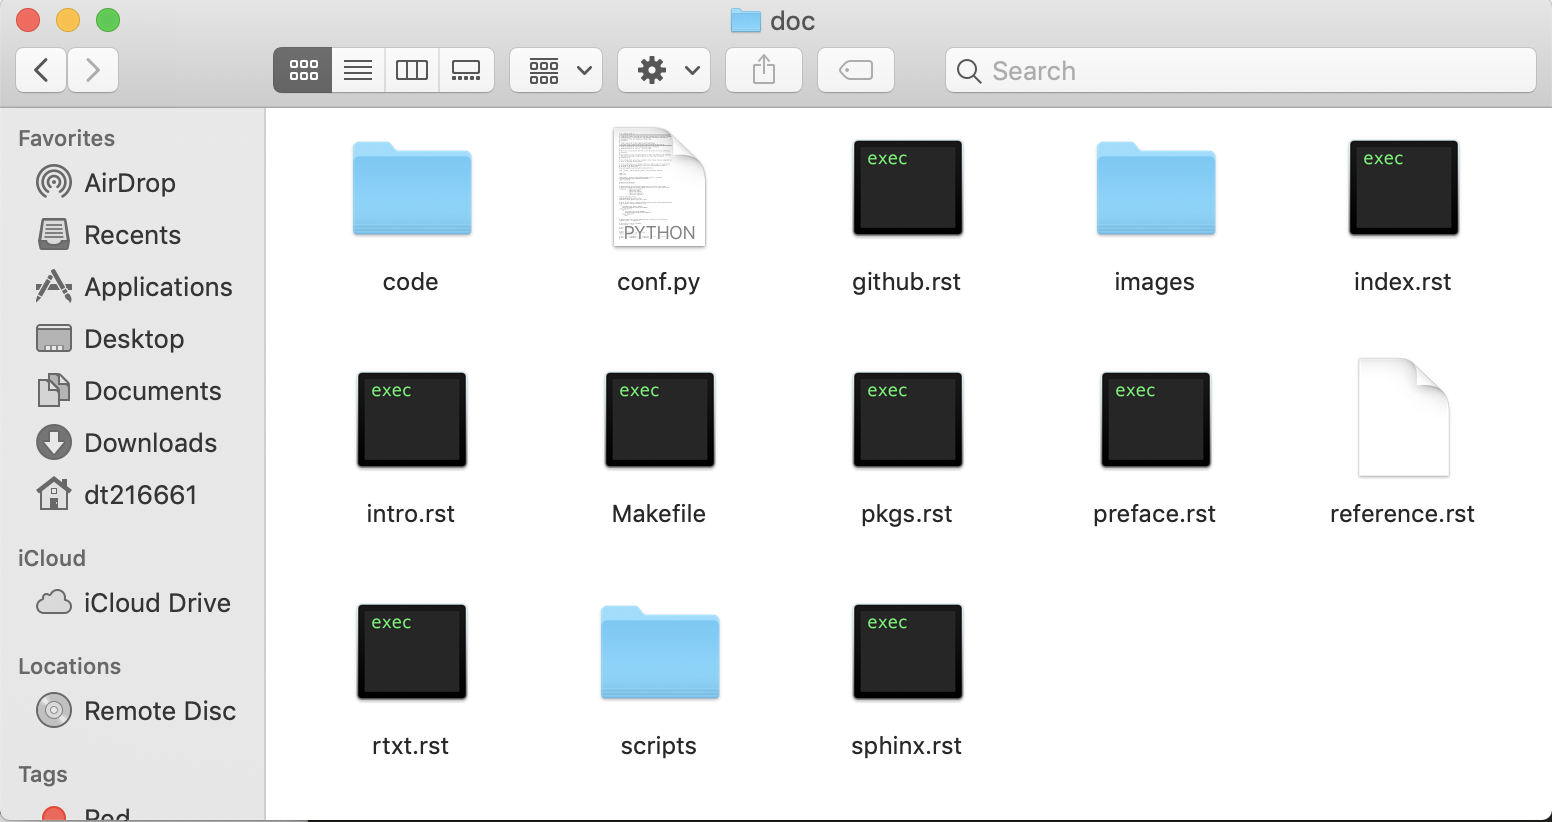 doc
Search
Favorites
AirDrop
Recents
Applications
Desktop
Documents
Downloads
dt216661
iCloud
iCloud Drive
Locations
Remote Disc
Tags
Red
PYTHON
exec
exec
code
conf.py
github.rst
images
index.rst
exec
exec
exec
exec
intro.rst
Makefile
pkgs.rst
preface.rst
reference.rst
exec
exec
rtxt.rst
scripts
sphinx.rst